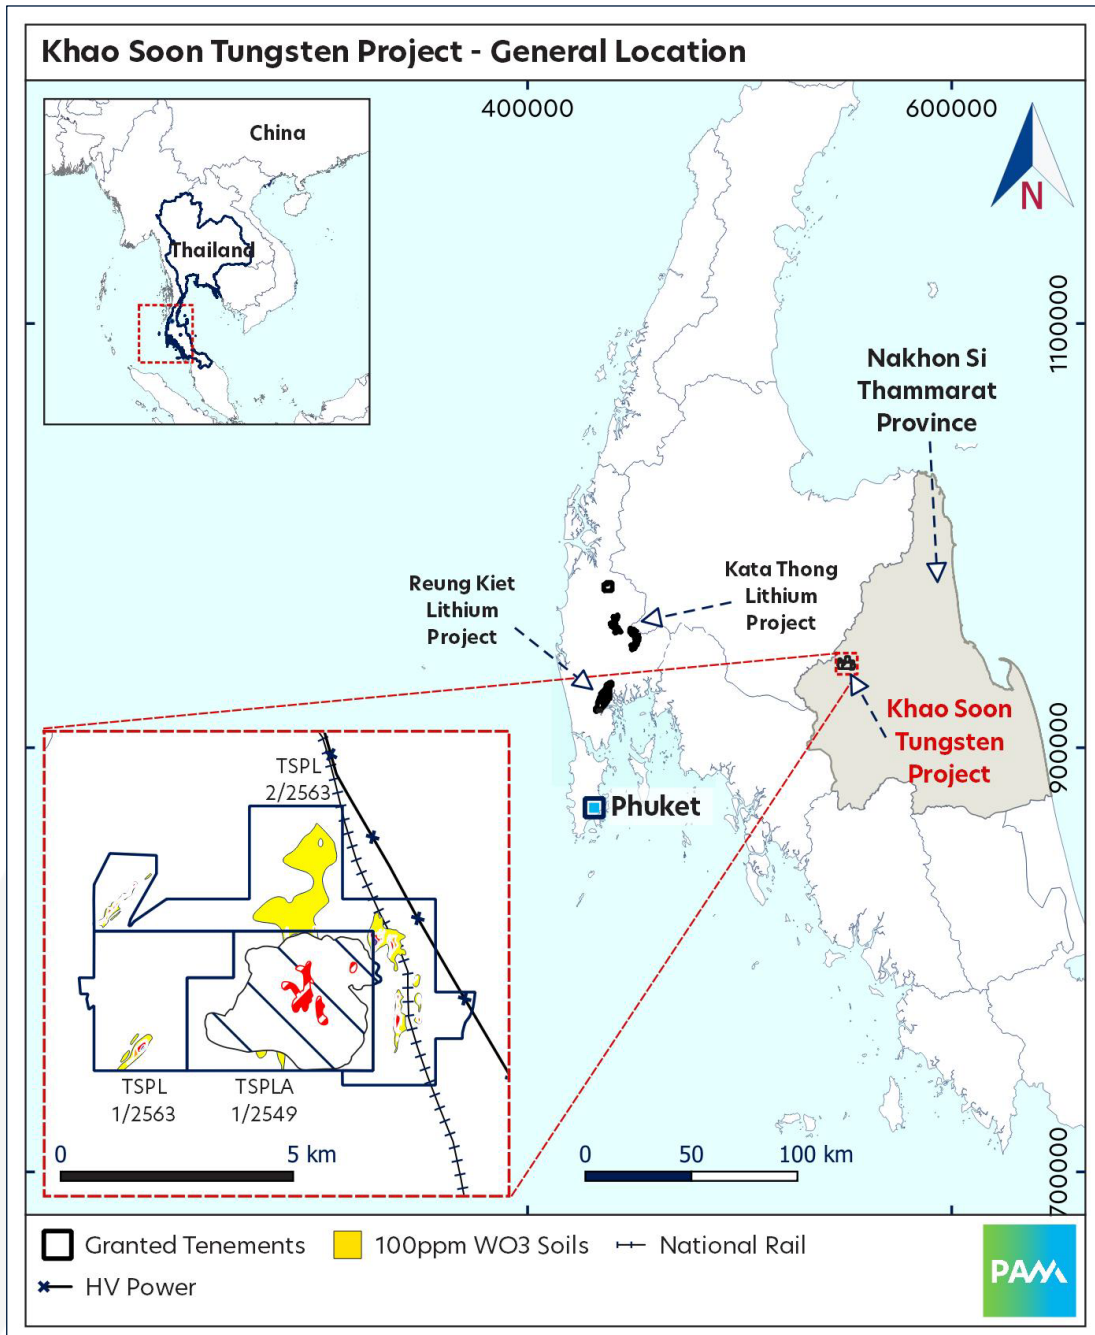 Khao Soon Tungsten Project - General Location
400000
600000
China
Thailand
N
1100000
Nakhon Si
Thammarat
Province
Reung Kiet
Lithium
Project
Kata Thong
Lithium
Project
Khao Soon
Tungsten
Project
900000
Phuket
TSPL
2/2563
TSPL
1/2563
TSPLA
1/2549
0
5 km
0
50
100 km
700000
Granted Tenements
100ppm WO3 Soils
National Rail
HV Power
PAM